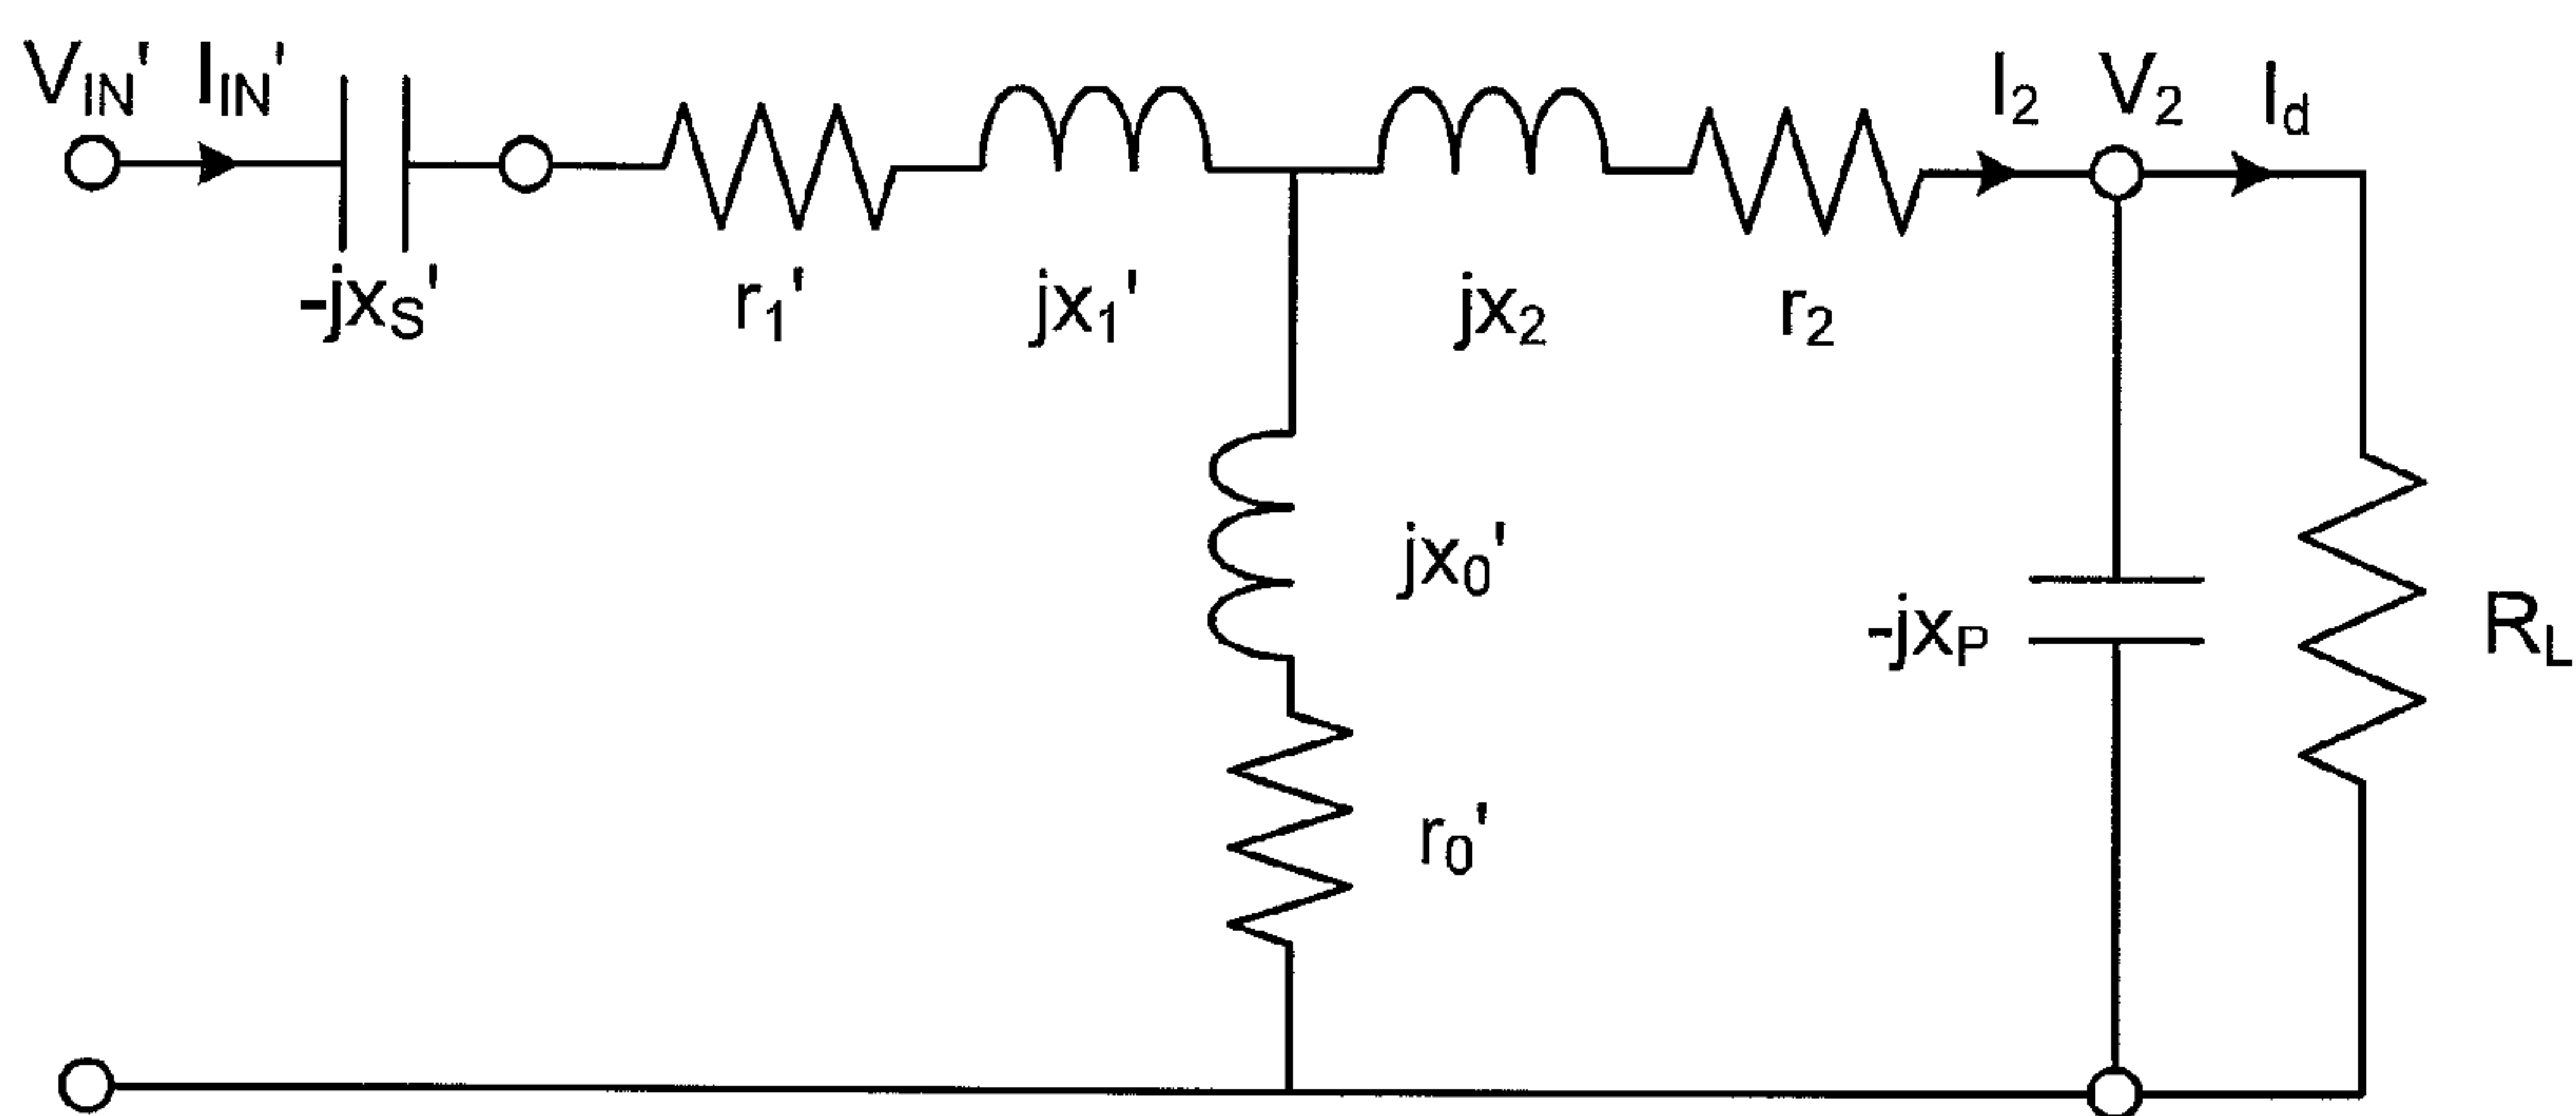 V_IN' I_IN' I_2 V_2 I_d
-jx_S' r_1' jx_1' jx_2 r_2
jx_0' -jx_P R_L
r_0'